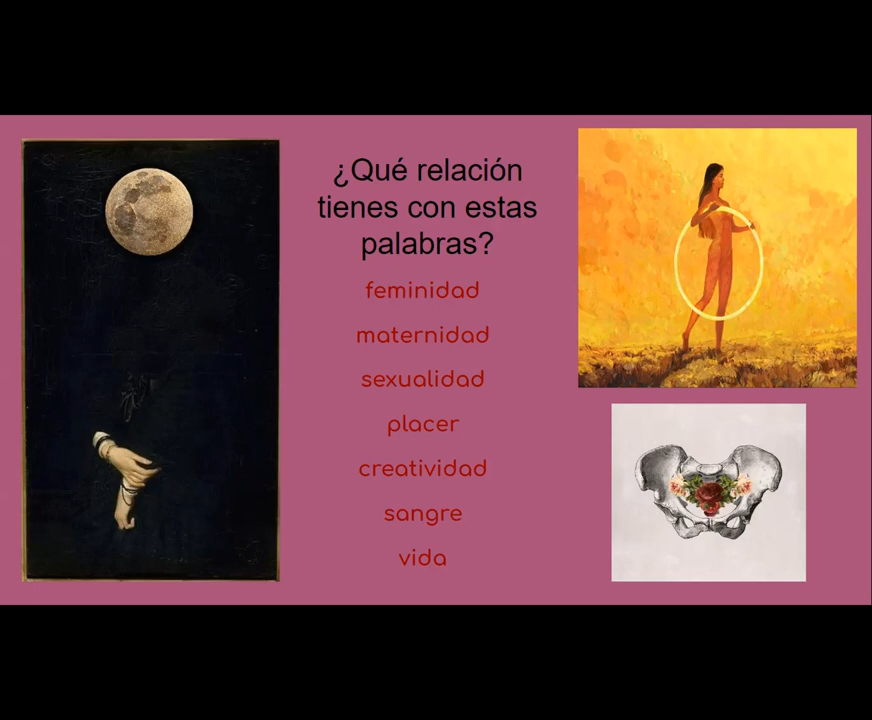 ¿Qué relación
tienes con estas
palabras?
feminidad
maternidad
sexualidad
placer
creatividad
sangre
vida